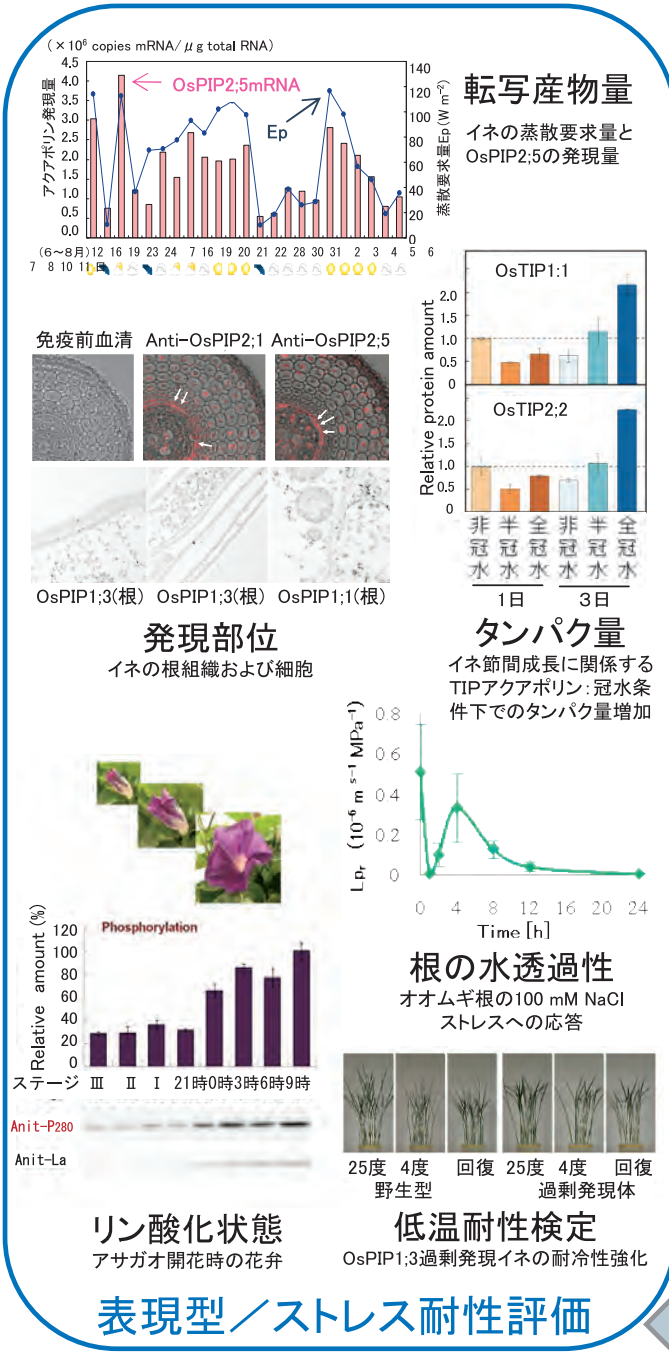 (×10⁶ copies mRNA/μg total RNA)
アクアポリン発現量
4.5
4.0
3.5
3.0
2.5
2.0
1.5
1.0
0.5
0.0
OsPIP2;5mRNA
Ep
120
100
80
60
40
20
0
蒸散要求量Ep(W m⁻²)
(6〜8月) 12 16 19 23 24 7 16 19 20 21 22 28 30 31 2 3 4 5 6
7 8 10 11日
転写産物量
イネの蒸散要求量と
OsPIP2;5の発現量
免疫前血清 Anti-OsPIP2;1 Anti-OsPIP2;5
OsPIP1;3(根) OsPIP1;3(根) OsPIP1;1(根)
発現部位
イネの根組織および細胞
Relative protein amount
OsTIP1:1
2.0
1.5
1.0
0.5
0
OsTIP2;2
2.0
1.5
1.0
0.5
0
非冠水 半冠水 全冠水 非冠水 半冠水 全冠水
1日 3日
タンパク量
イネ節間成長に関係する
TIPアクアポリン:冠水条
件下でのタンパク量増加
Phosphorylation
Relative amount (%)
120
100
80
60
40
20
0
ステージ Ⅲ Ⅱ Ⅰ 21時0時3時6時9時
Anit-P280
Anit-La
リン酸化状態
アサガオ開花時の花弁
Lpr (10⁻⁶ m s⁻¹ MPa⁻¹)
0.8
0 6
0 4
0.2
0
0 4 8 12 16 20 24
Time [h]
根の水透過性
オオムギ根の100 mM NaCl
ストレスへの応答
25度 4度 回復 25度 4度 回復
野生型 過剰発現体
低温耐性検定
OsPIP1;3過剰発現イネの耐冷性強化
表現型／ストレス耐性評価